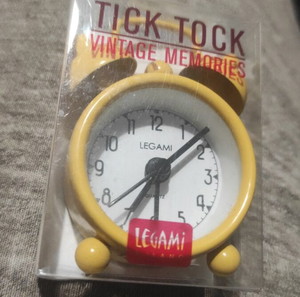 TICK TOCK
VINTAGE MEMORIES
11 12 1
10 2
LEGAMI
9 3
8 4
5
LEGAMI